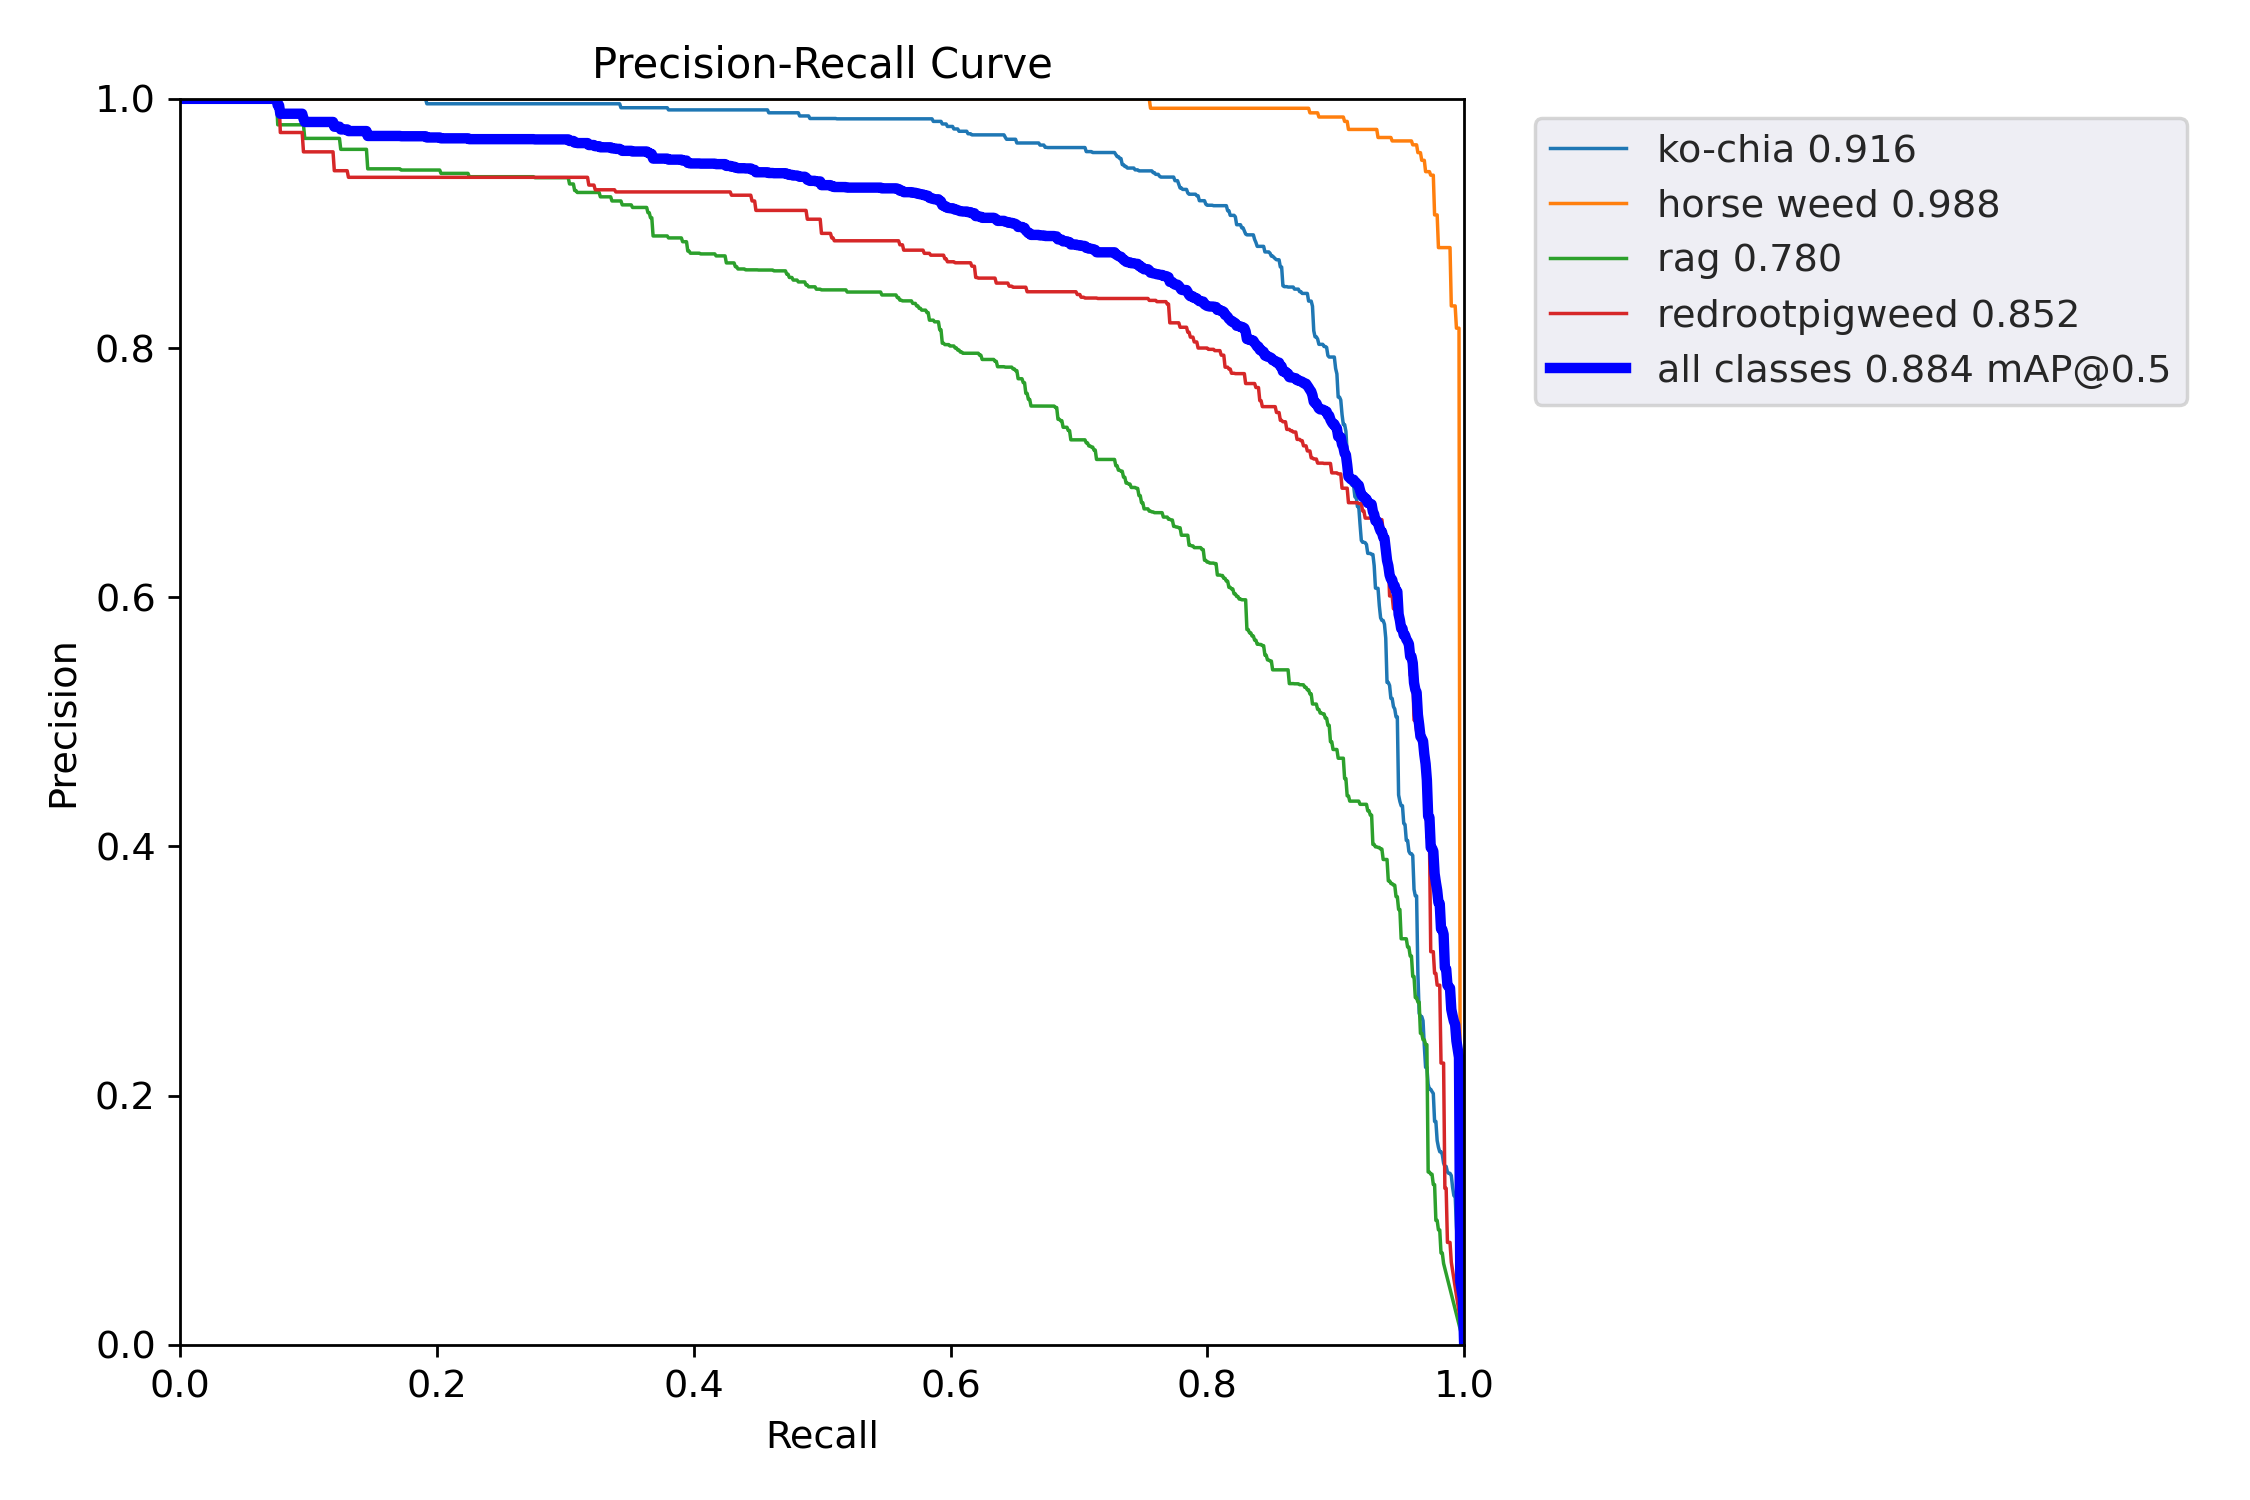 Precision-Recall Curve
1.0
0.8
0.6
0.4
0.2
0.0
Precision
0.0 0.2 0.4 0.6 0.8 1.0
Recall
ko-chia 0.916
horse weed 0.988
rag 0.780
redrootpigweed 0.852
all classes 0.884 mAP@0.5